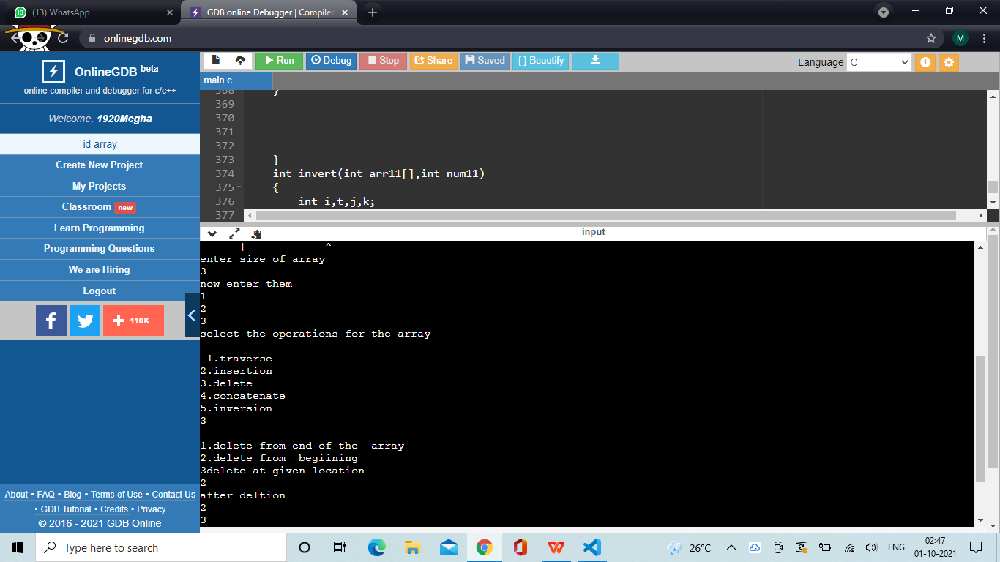 13
(13) WhatsApp
GDB online Debugger | Compiler
onlinegdb.com
M
OnlineGDB beta
online compiler and debugger for c/c++
Welcome, 1920Megha
id array
Create New Project
My Projects
Classroom new
Learn Programming
Programming Questions
We are Hiring
Logout
110K
About • FAQ • Blog • Terms of Use • Contact Us
• GDB Tutorial • Credits • Privacy
© 2016 - 2021 GDB Online
Run
Debug
Stop
Share
Saved
{ } Beautify
Language C
main.c
368 }
369
370
371
372
373 }
374 int invert(int arr11[],int num11)
375 {
376 int i,t,j,k;
377
input
| ^
enter size of array
3
now enter them
1
2
3
select the operations for the array
1.traverse
2.insertion
3.delete
4.concatenate
5.inversion
3
1.delete from end of the  array
2.delete from  begiining
3delete at given location
2
after deltion
2
3
Type here to search
26°C
ENG
02:47
01-10-2021